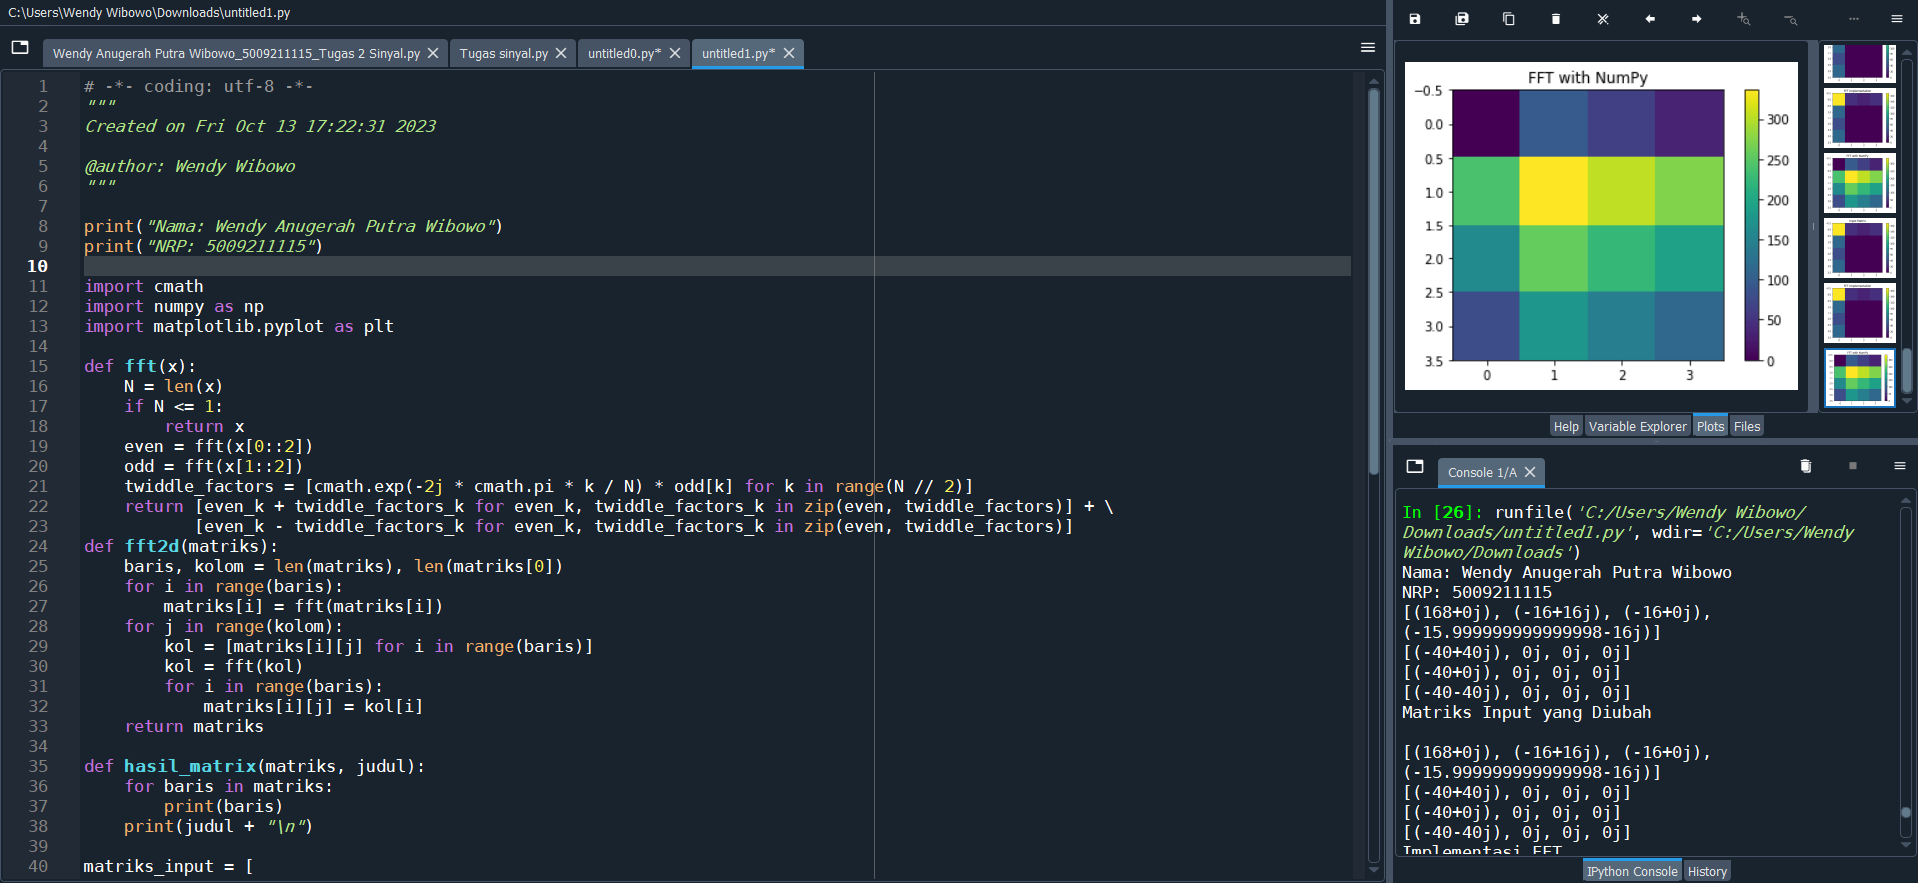 C:\Users\Wendy Wibowo\Downloads\untitled1.py
Wendy Anugerah Putra Wibowo_5009211115_Tugas 2 Sinyal.py
Tugas sinyal.py
untitled0.py*
untitled1.py*
1 # -*- coding: utf-8 -*-
2 """
3 Created on Fri Oct 13 17:22:31 2023
4
5 @author: Wendy Wibowo
6 """
7
8 print("Nama: Wendy Anugerah Putra Wibowo")
9 print("NRP: 5009211115")
10
11 import cmath
12 import numpy as np
13 import matplotlib.pyplot as plt
14
15 def fft(x):
16     N = len(x)
17     if N <= 1:
18         return x
19     even = fft(x[0::2])
20     odd = fft(x[1::2])
21     twiddle_factors = [cmath.exp(-2j * cmath.pi * k / N) * odd[k] for k in range(N // 2)]
22     return [even_k + twiddle_factors_k for even_k, twiddle_factors_k in zip(even, twiddle_factors)] + \
23            [even_k - twiddle_factors_k for even_k, twiddle_factors_k in zip(even, twiddle_factors)]
24 def fft2d(matriks):
25     baris, kolom = len(matriks), len(matriks[0])
26     for i in range(baris):
27         matriks[i] = fft(matriks[i])
28     for j in range(kolom):
29         kol = [matriks[i][j] for i in range(baris)]
30         kol = fft(kol)
31         for i in range(baris):
32             matriks[i][j] = kol[i]
33     return matriks
34
35 def hasil_matrix(matriks, judul):
36     for baris in matriks:
37         print(baris)
38     print(judul + "\n")
39
40 matriks_input = [
FFT with NumPy
−0.5
0.0
0.5
1.0
1.5
2.0
2.5
3.0
3.5
0 1 2 3
300
250
200
150
100
50
0
Help
Variable Explorer
Plots
Files
Console 1/A
In [26]: runfile('C:/Users/Wendy Wibowo/
Downloads/untitled1.py', wdir='C:/Users/Wendy
Wibowo/Downloads')
Nama: Wendy Anugerah Putra Wibowo
NRP: 5009211115
[(168+0j), (-16+16j), (-16+0j),
(-15.999999999999998-16j)]
[(-40+40j), 0j, 0j, 0j]
[(-40+0j), 0j, 0j, 0j]
[(-40-40j), 0j, 0j, 0j]
Matriks Input yang Diubah
[(168+0j), (-16+16j), (-16+0j),
(-15.999999999999998-16j)]
[(-40+40j), 0j, 0j, 0j]
[(-40+0j), 0j, 0j, 0j]
[(-40-40j), 0j, 0j, 0j]
Implementasi FFT
IPython Console
History